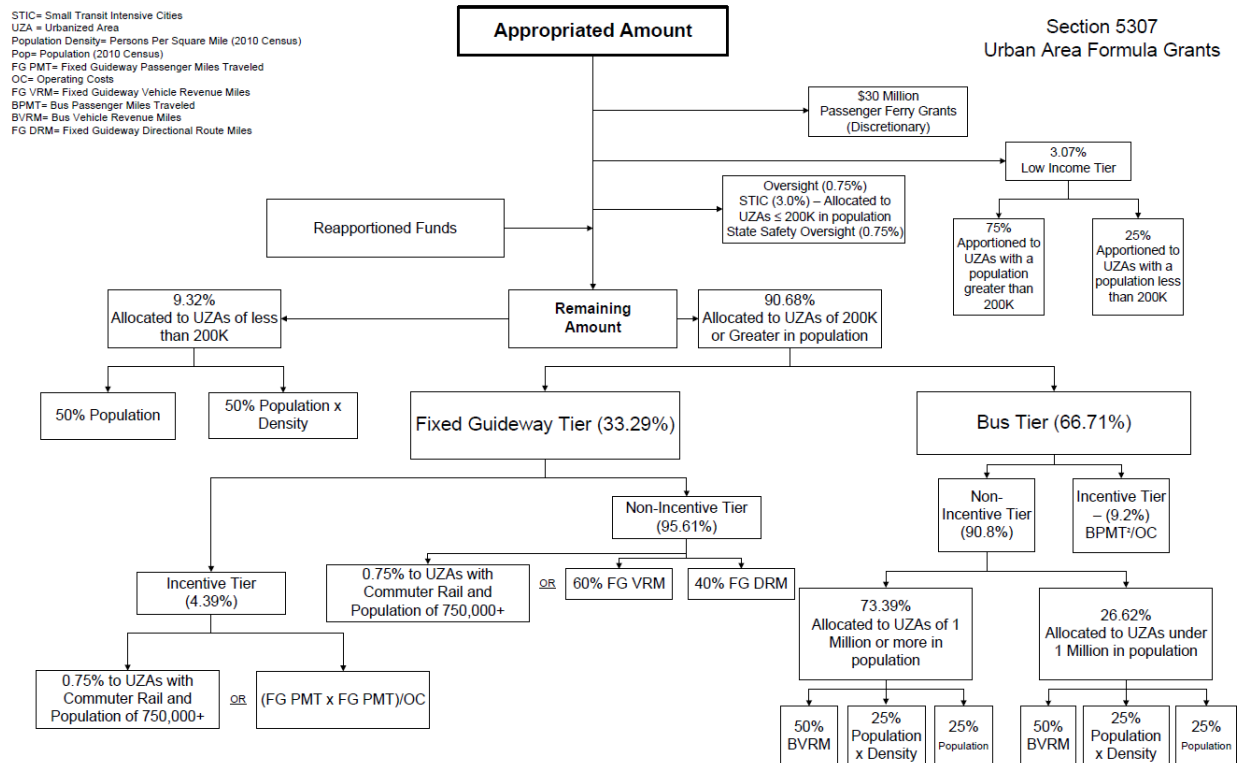 STIC= Small Transit Intensive Cities
UZA = Urbanized Area
Population Density= Persons Per Square Mile (2010 Census)
Pop= Population (2010 Census)
FG PMT= Fixed Guideway Passenger Miles Traveled
OC= Operating Costs
FG VRM= Fixed Guideway Vehicle Revenue Miles
BPMT= Bus Passenger Miles Traveled
BVRM= Bus Vehicle Revenue Miles
FG DRM= Fixed Guideway Directional Route Miles
Appropriated Amount
Section 5307
Urban Area Formula Grants
$30 Million
Passenger Ferry Grants
(Discretionary)
3.07%
Low Income Tier
Oversight (0.75%)
STIC (3.0%) – Allocated to
UZAs ≤ 200K in population
State Safety Oversight (0.75%)
Reapportioned Funds
75%
Apportioned to
UZAs with a
population
greater than
200K
25%
Apportioned to
UZAs with a
population less
than 200K
9.32%
Allocated to UZAs of less
than 200K
Remaining
Amount
90.68%
Allocated to UZAs of 200K
or Greater in population
50% Population
50% Population x
Density
Fixed Guideway Tier (33.29%)
Bus Tier (66.71%)
Non-Incentive Tier
(95.61%)
Non-
Incentive Tier
(90.8%)
Incentive Tier
– (9.2%)
BPMT²/OC
Incentive Tier
(4.39%)
0.75% to UZAs with
Commuter Rail and
Population of 750,000+
OR
60% FG VRM
40% FG DRM
73.39%
Allocated to UZAs of 1
Million or more in
population
26.62%
Allocated to UZAs under
1 Million in population
0.75% to UZAs with
Commuter Rail and
Population of 750,000+
OR
(FG PMT x FG PMT)/OC
50%
BVRM
25%
Population
x Density
25%
Population
50%
BVRM
25%
Population
x Density
25%
Population